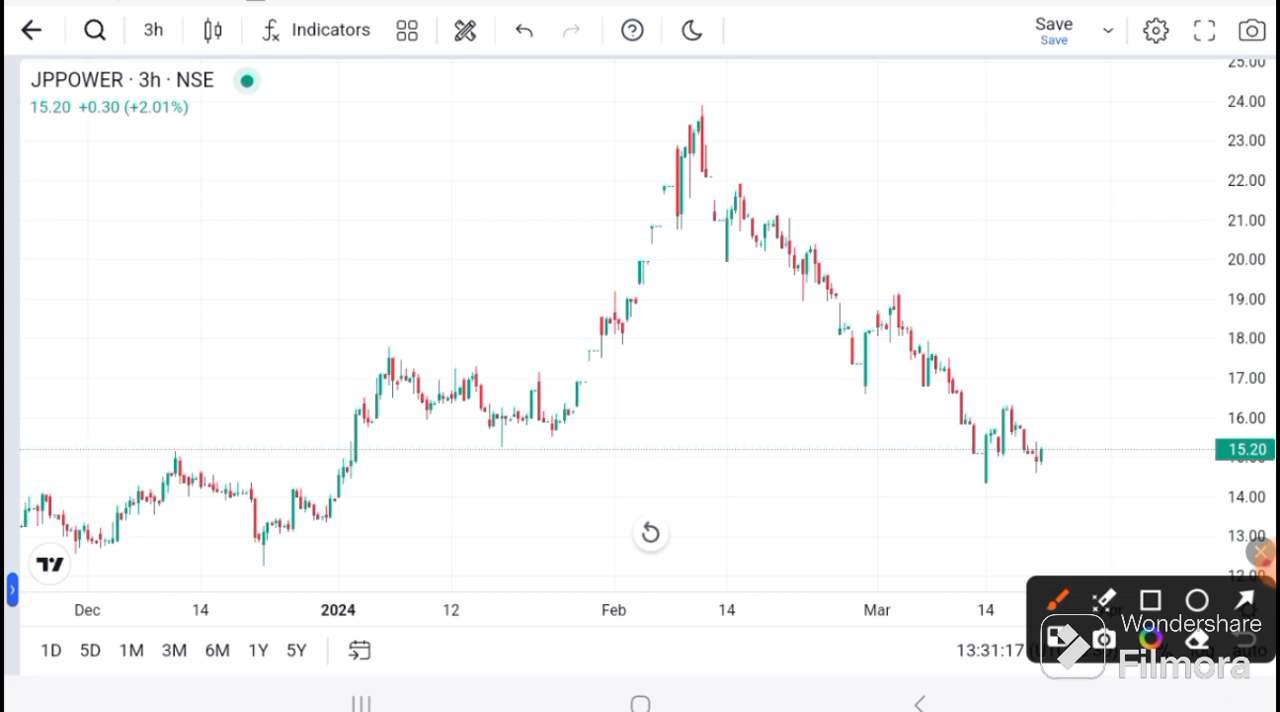 3h
Indicators
Save
Save
JPPOWER · 3h · NSE
15.20 +0.30 (+2.01%)
25.00
24.00
23.00
22.00
21.00
20.00
19.00
18.00
17.00
16.00
15.20
14.00
13.00
12.00
Dec 14 2024 12 Feb 14 Mar 14
1D 5D 1M 3M 6M 1Y 5Y
13:31:17
auto
Wondershare
Filmora